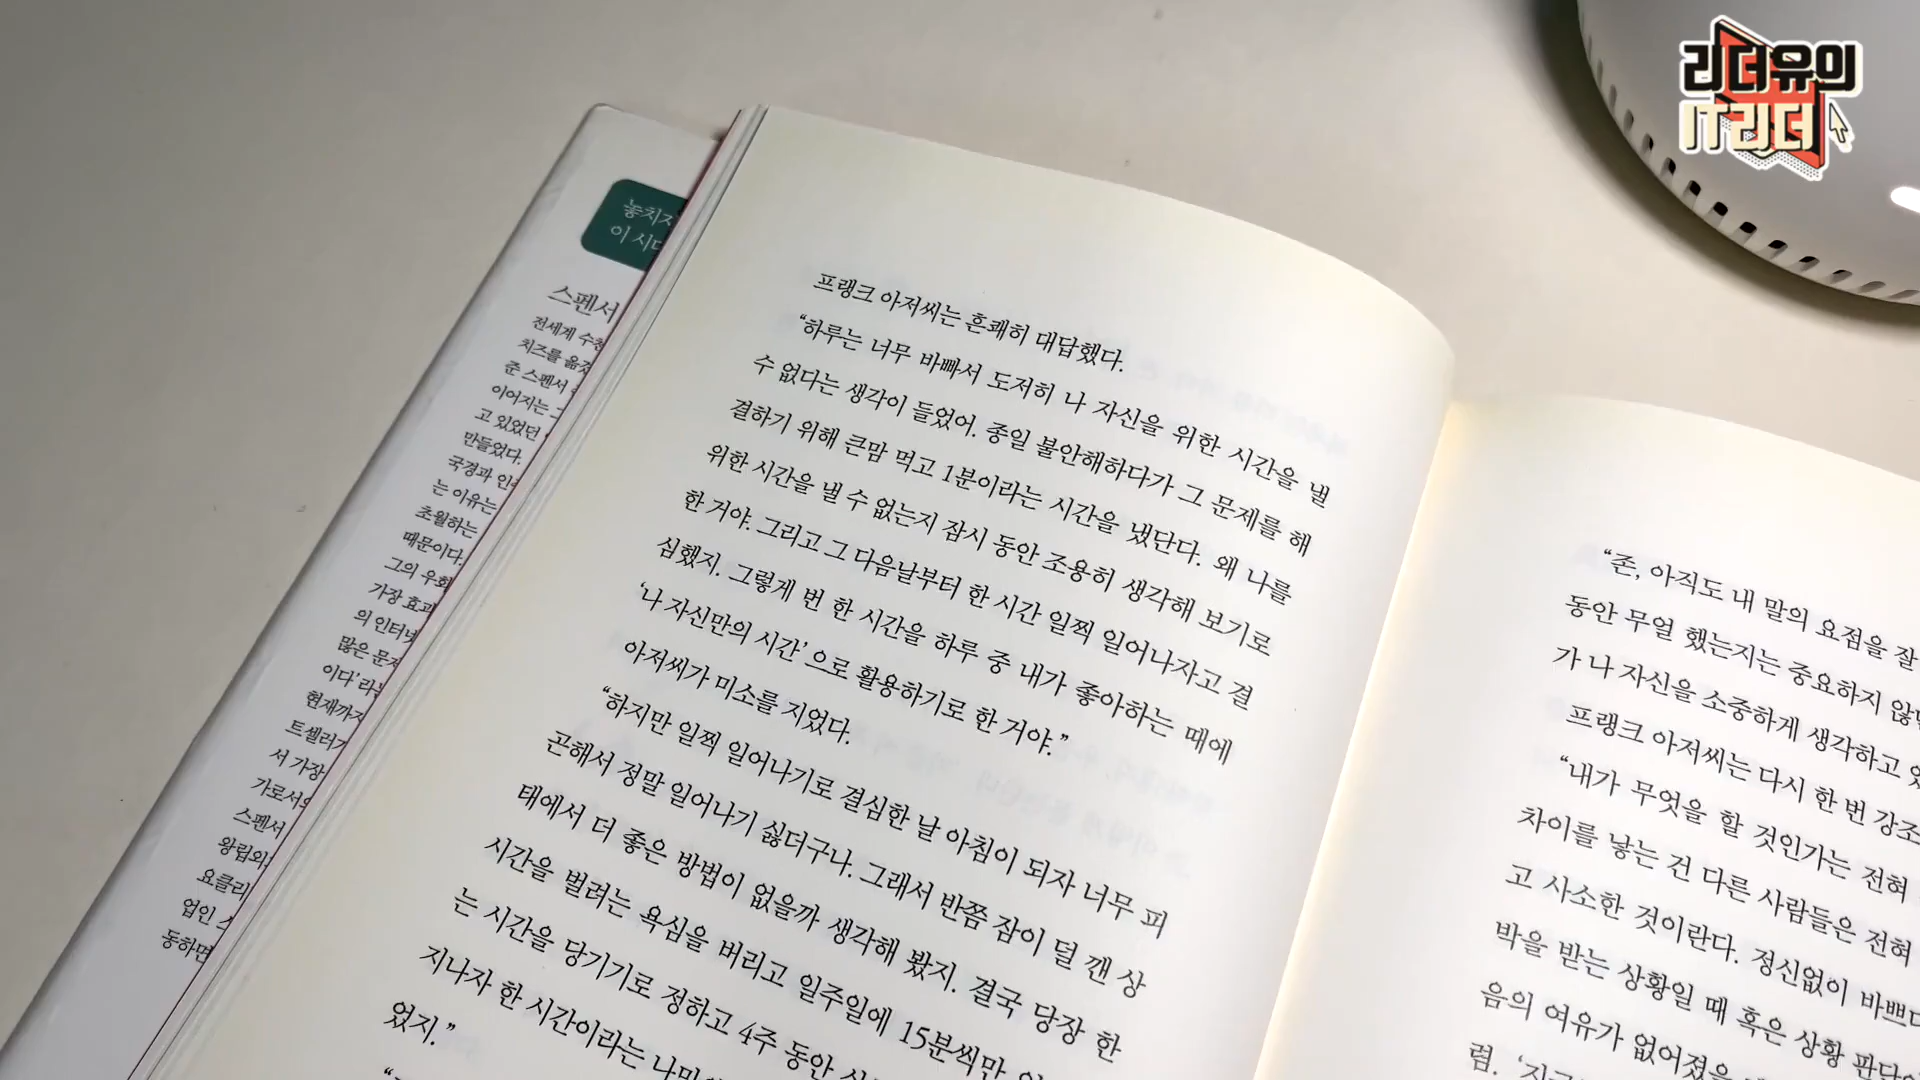 리더유의
IT리더
놓치지
이 시대
스펜서
전세계 수천
치즈를 옮겼
준 스펜서
이어지는 그
고 있었던
만들었다.
국경과 인종
는 이유는
초월하는
때문이다.
그의 우화
가장 효과
의 인터넷
많은 문제
이다’라는
현재까지
트셀러가
서 가장
가로서의
스펜서
왕립외
요클리
업인 스
동하면
프랭크 아저씨는 흔쾌히 대답했다.
“하루는 너무 바빠서 도저히 나 자신을 위한 시간을 낼
수 없다는 생각이 들었어. 종일 불안해하다가 그 문제를 해
결하기 위해 큰맘 먹고 1분이라는 시간을 냈단다. 왜 나를
위한 시간을 낼 수 없는지 잠시 동안 조용히 생각해 보기로
한 거야. 그리고 그 다음날부터 한 시간 일찍 일어나자고 결
심했지. 그렇게 번 한 시간을 하루 중 내가 좋아하는 때에
‘나 자신만의 시간’으로 활용하기로 한 거야.”
아저씨가 미소를 지었다.
“하지만 일찍 일어나기로 결심한 날 아침이 되자 너무 피
곤해서 정말 일어나기 싫더구나. 그래서 반쯤 잠이 덜 깬 상
태에서 더 좋은 방법이 없을까 생각해 봤지. 결국 당장 한
시간을 벌려는 욕심을 버리고 일주일에 15분씩만
는 시간을 당기기로 정하고 4주 동안
지나자 한 시간이라는
었지.”
“존, 아직도 내 말의 요점을 잘
동안 무얼 했는지는 중요하지 않
가 나 자신을 소중하게 생각하고
프랭크 아저씨는 다시 한 번 강조
“내가 무엇을 할 것인가는 전혀
차이를 낳는 건 다른 사람들은 전혀
고 사소한 것이란다. 정신없이 바쁘
박을 받는 상황일 때 혹은 상황 판단
음의 여유가 없어졌을
렴.